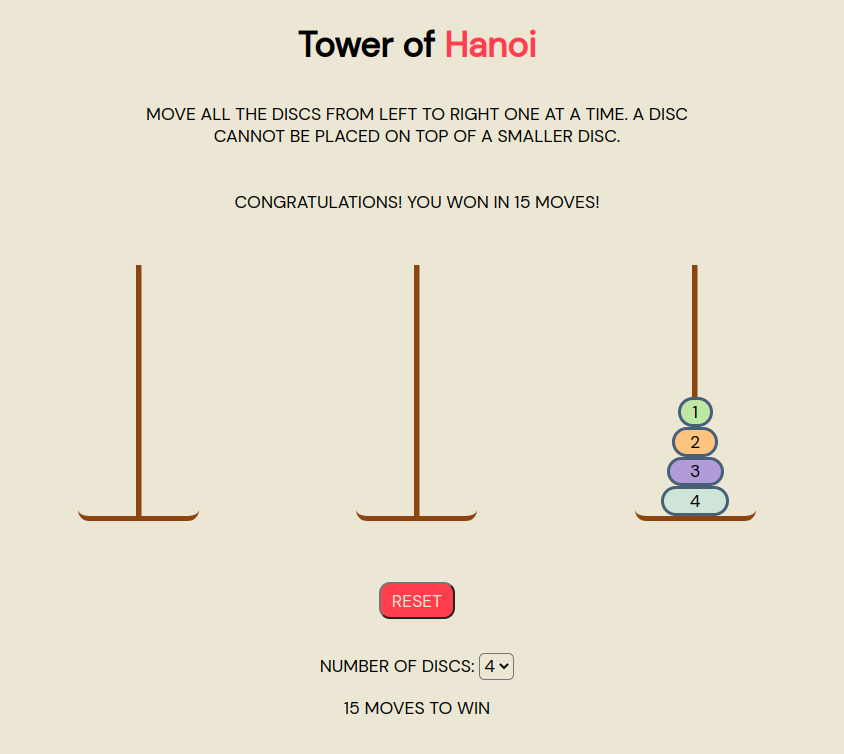 Tower of Hanoi
MOVE ALL THE DISCS FROM LEFT TO RIGHT ONE AT A TIME. A DISC
CANNOT BE PLACED ON TOP OF A SMALLER DISC.
CONGRATULATIONS! YOU WON IN 15 MOVES!
1
2
3
4
RESET
NUMBER OF DISCS: 4
15 MOVES TO WIN